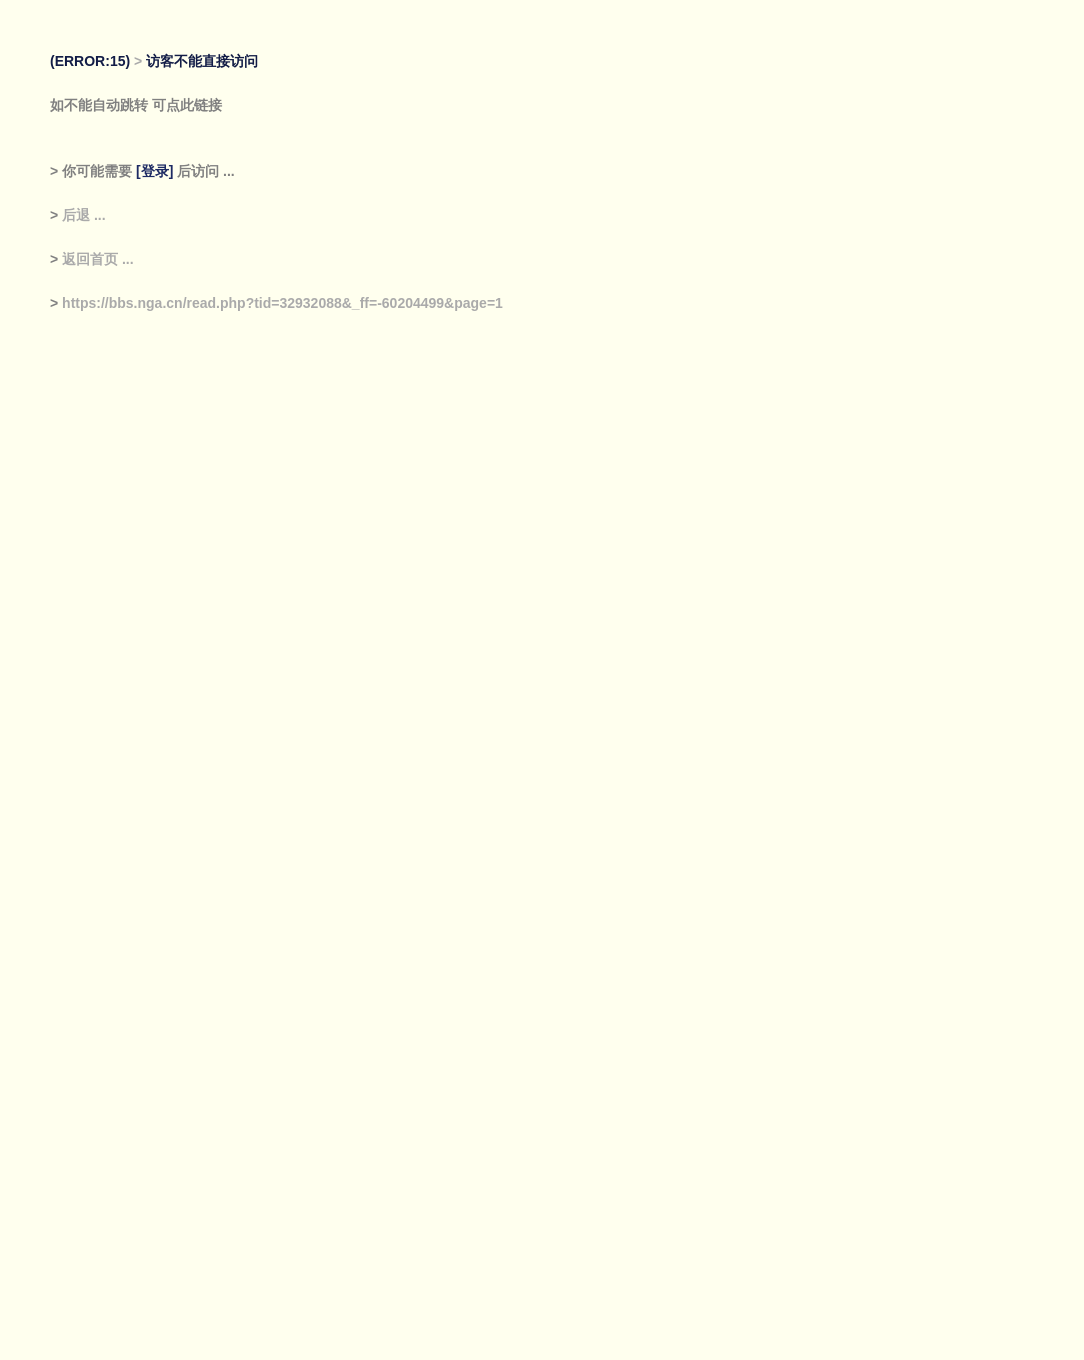 (ERROR:15) > 访客不能直接访问
如不能自动跳转 可点此链接
> 你可能需要 [登录] 后访问 ...
> 后退 ...
> 返回首页 ...
> https://bbs.nga.cn/read.php?tid=32932088&_ff=-60204499&page=1